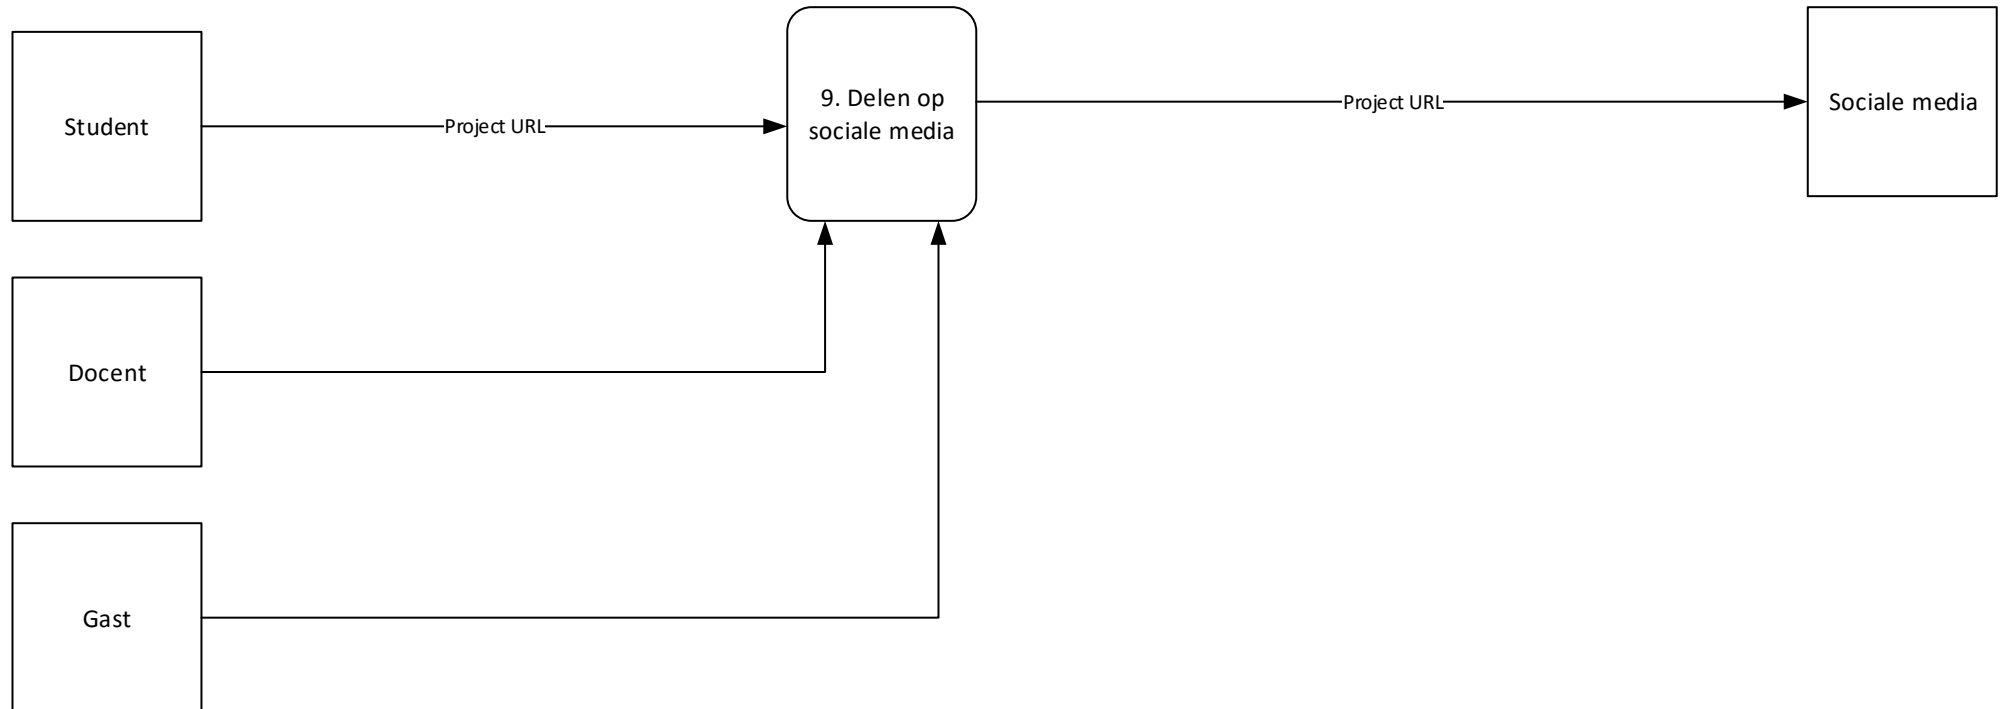 Student
Project URL
9. Delen op
sociale media
Project URL
Sociale media
Docent
Gast